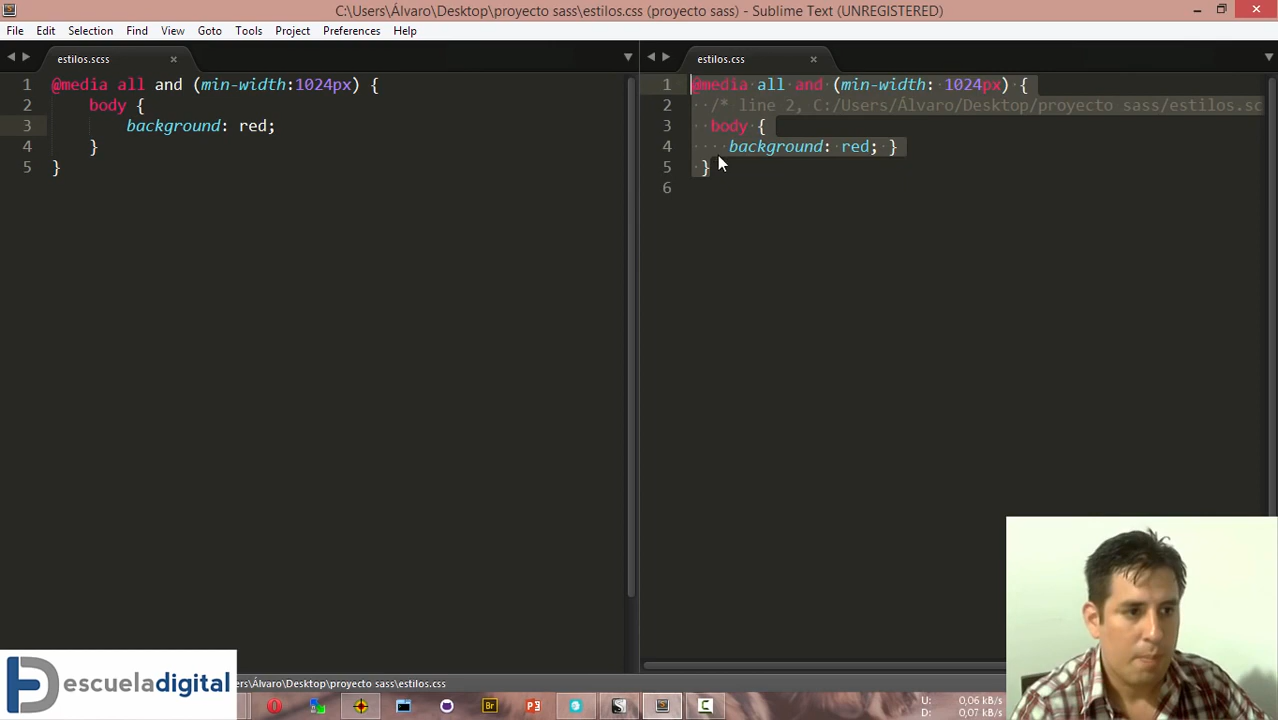 C:\Users\Álvaro\Desktop\proyecto sass\estilos.css (proyecto sass) - Sublime Text (UNREGISTERED)
File Edit Selection Find View Goto Tools Project Preferences Help
estilos.scss
1 @media all and (min-width:1024px) {
2 body {
3 background: red;
4 }
5 }
estilos.css
1 @media all and (min-width: 1024px) {
2 /* line 2, C:/Users/Álvaro/Desktop/proyecto sass/estilos.sc
3 body {
4 background: red; }
5 }
6
escueladigital
ers/Álvaro/Desktop/proyecto sass/estilos.css
Br
U: 0,06 kB/s
D: 0,07 kB/s